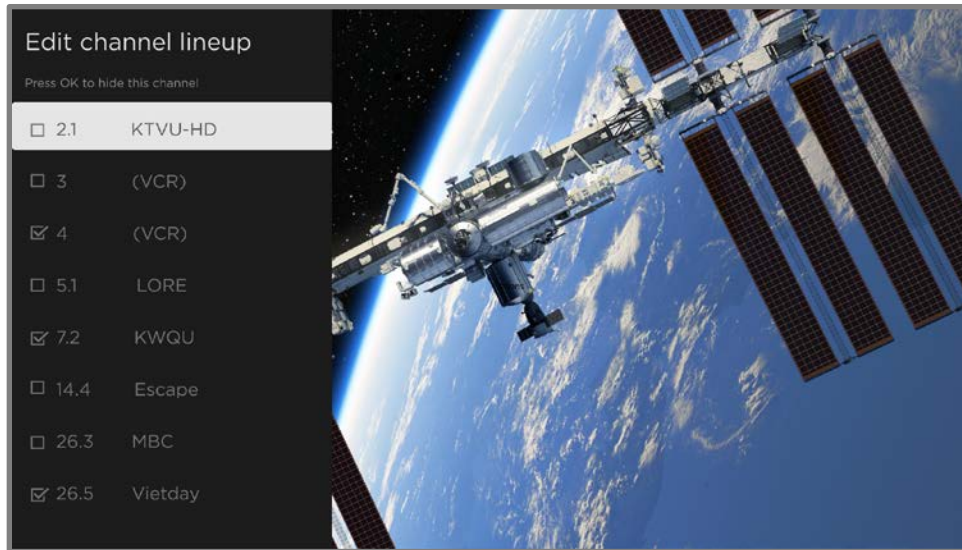 Edit channel lineup
Press OK to hide this channel
2.1 KTVU-HD
3 (VCR)
4 (VCR)
5.1 LORE
7.2 KWQU
14.4 Escape
26.3 MBC
26.5 Vietday